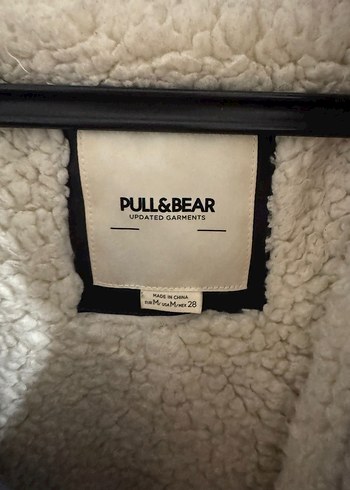 PULL&BEAR
UPDATED GARMENTS
MADE IN CHINA
EUR M/USA M/MEX 28